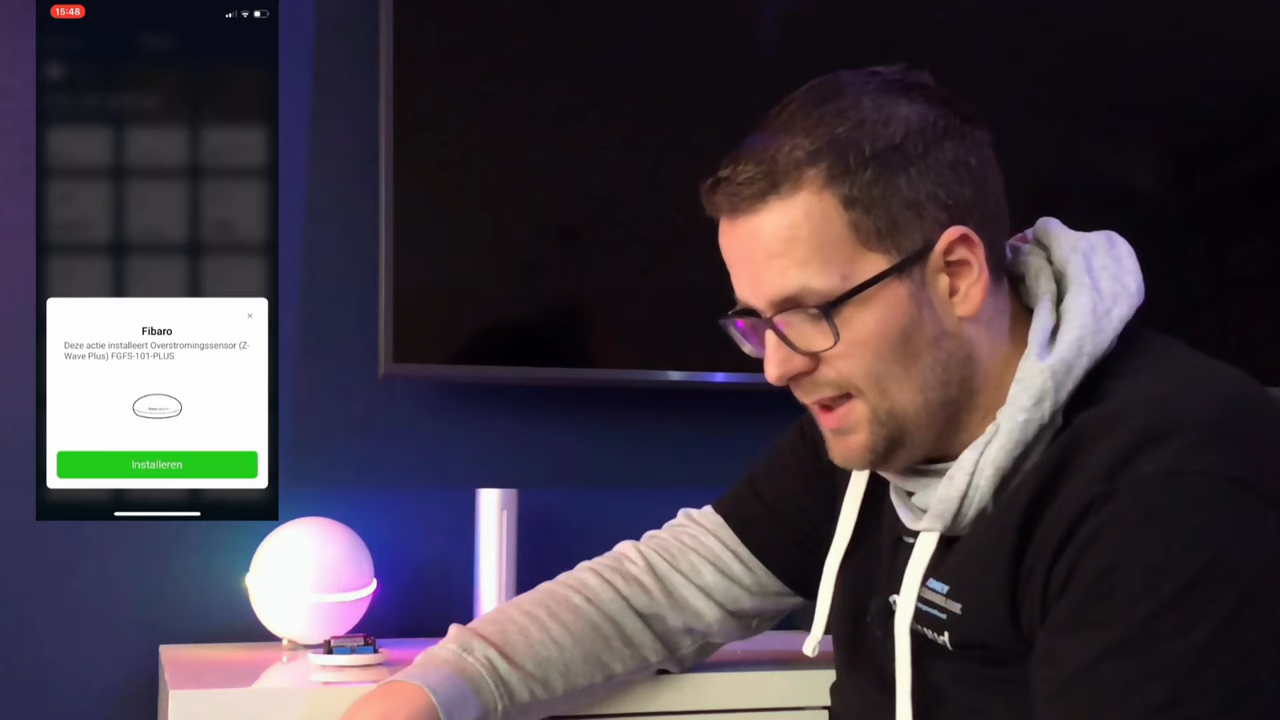 15:48
×
Fibaro
Deze actie installeert Overstromingssensor (Z-
Wave Plus) FGFS-101-PLUS
Installeren